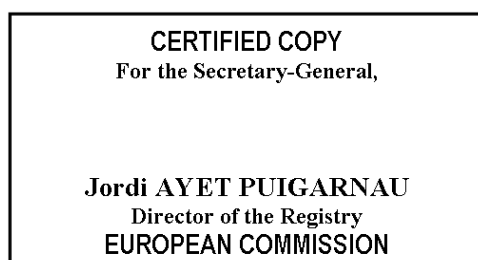 CERTIFIED COPY
For the Secretary-General,
Jordi AYET PUIGARNAU
Director of the Registry
EUROPEAN COMMISSION